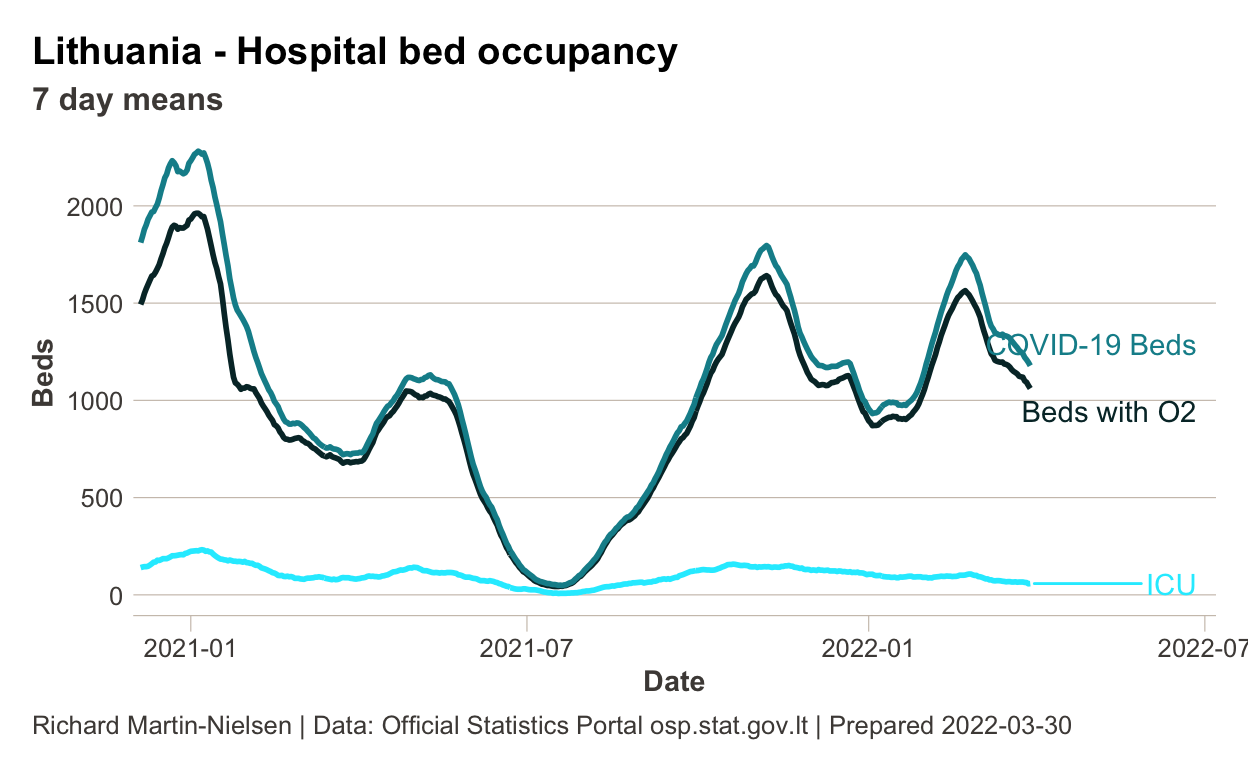 Lithuania - Hospital bed occupancy
7 day means
2000
1500
1000
500
0
Beds
COVID-19 Beds
Beds with O2
ICU
2021-01 2021-07 2022-01 2022-07
Date
Richard Martin-Nielsen | Data: Official Statistics Portal osp.stat.gov.lt | Prepared 2022-03-30